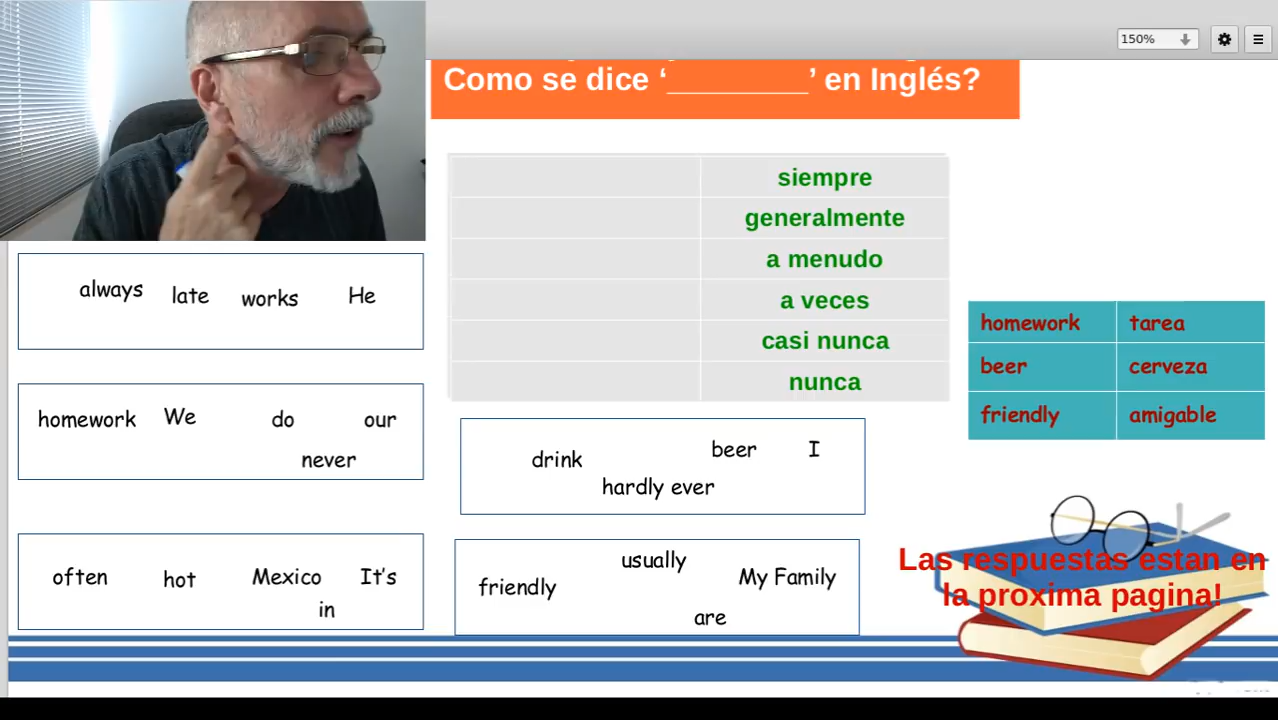 150%
Como se dice ‘________’ en Inglés?
siempre
generalmente
a menudo
a veces
casi nunca
nunca
always late works He
homework We do our
never
often hot Mexico It's
in
drink beer I
hardly ever
usually
friendly My Family
are
homework tarea
beer cerveza
friendly amigable
Las respuestas estan en
la proxima pagina!